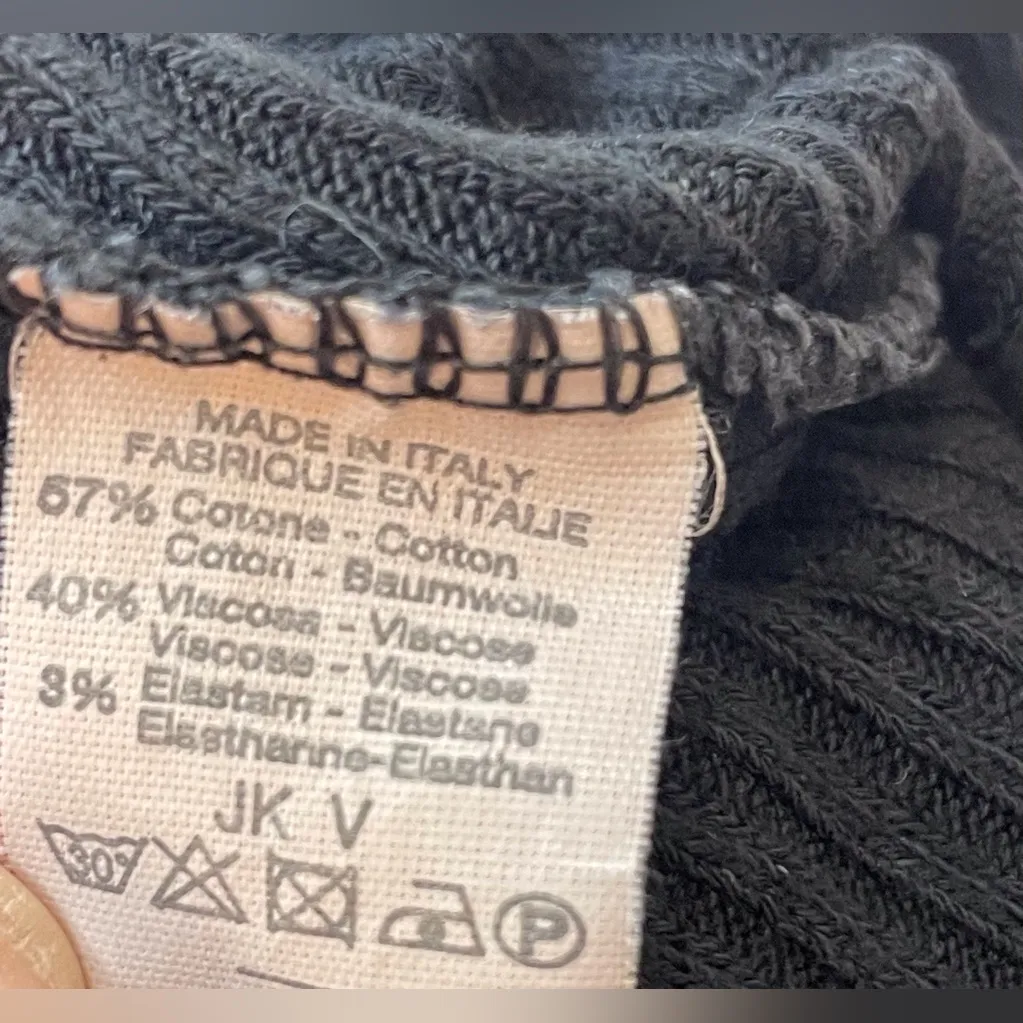 MADE IN ITALY
FABRIQUE EN ITALIE
57% Cotone - Cotton
Coton - Baumwolle
40% Viscosa - Viscose
Viscose - Viscose
3% Elastam - Elastane
Elasthanne-Elasthan
JK V
30°
P